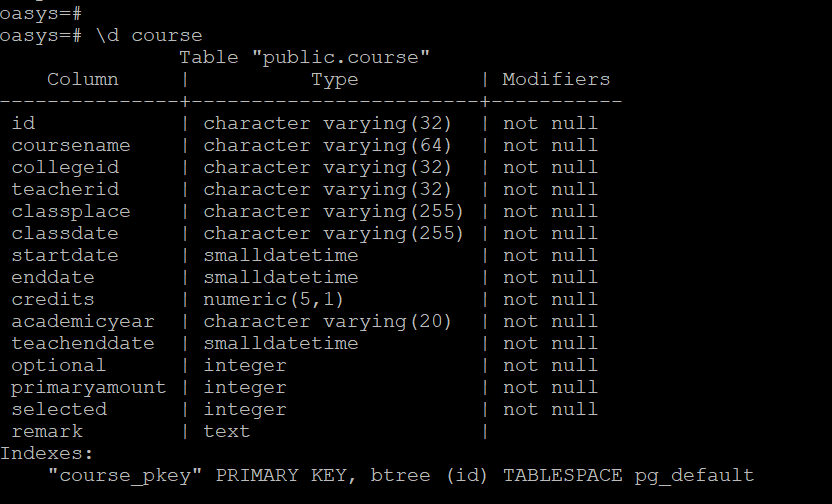 oasys=#
oasys=# \d course
               Table "public.course"
    Column     |          Type          | Modifiers
---------------+------------------------+-----------
 id            | character varying(32)  | not null
 coursename    | character varying(64)  | not null
 collegeid     | character varying(32)  | not null
 teacherid     | character varying(32)  | not null
 classplace    | character varying(255) | not null
 classdate     | character varying(255) | not null
 startdate     | smalldatetime          | not null
 enddate       | smalldatetime          | not null
 credits       | numeric(5,1)           | not null
 academicyear  | character varying(20)  | not null
 teachenddate  | smalldatetime          | not null
 optional      | integer                | not null
 primaryamount | integer                | not null
 selected      | integer                | not null
 remark        | text                   |
Indexes:
    "course_pkey" PRIMARY KEY, btree (id) TABLESPACE pg_default